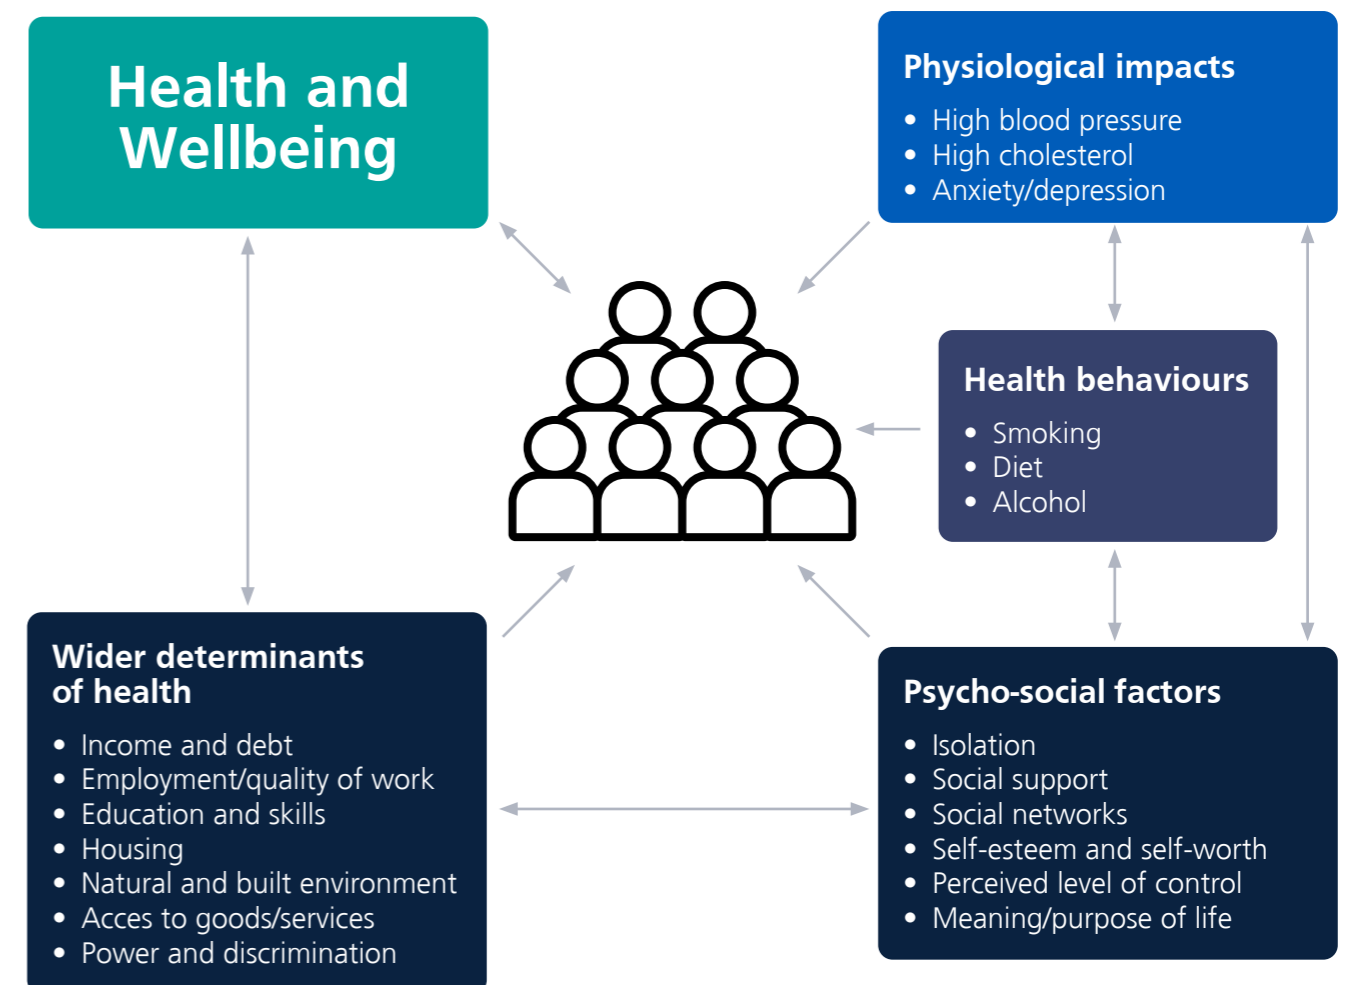 Health and
Wellbeing
Physiological impacts
• High blood pressure
• High cholesterol
• Anxiety/depression
Health behaviours
• Smoking
• Diet
• Alcohol
Wider determinants
of health
• Income and debt
• Employment/quality of work
• Education and skills
• Housing
• Natural and built environment
• Acces to goods/services
• Power and discrimination
Psycho-social factors
• Isolation
• Social support
• Social networks
• Self-esteem and self-worth
• Perceived level of control
• Meaning/purpose of life